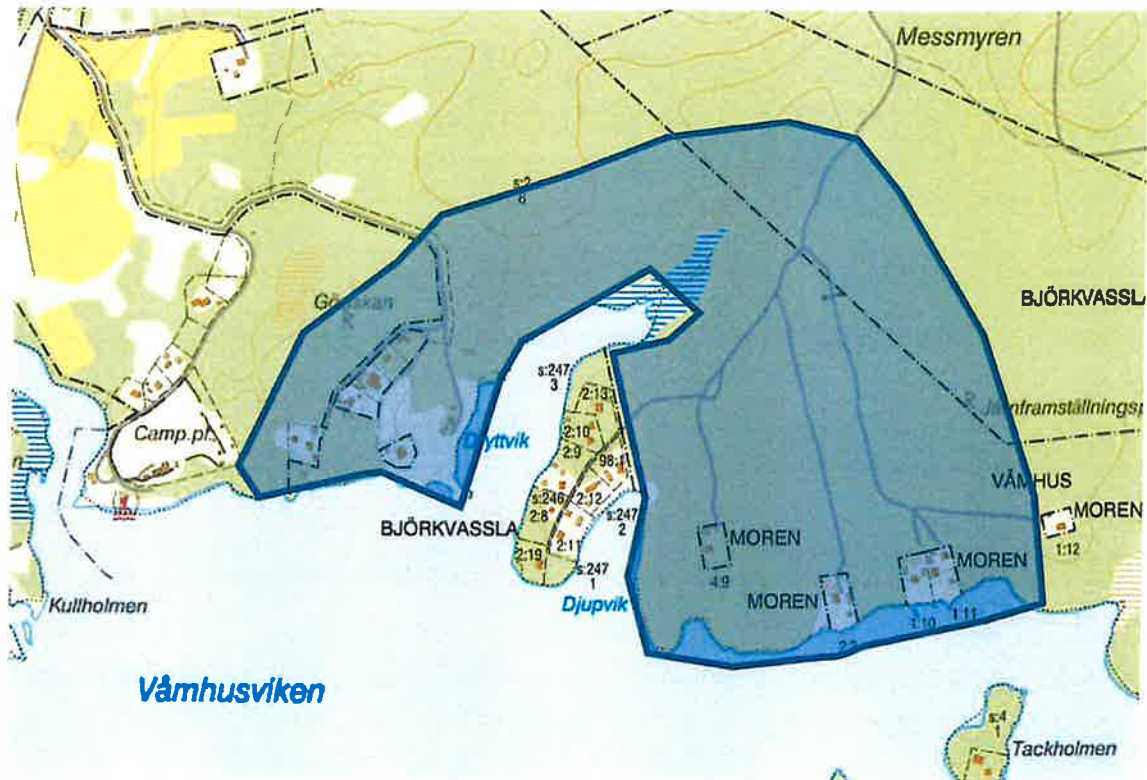 Messmyren
s:2
6
BJÖRKVASSLA
s:247
3
2:13
Camp.pl.
2:10
2:9
98:1
VÅMHUS
s:246
2:12
BJÖRKVASSLA
2:8
s:247
2
MOREN
2:11
MOREN
1:12
2:19
MOREN
4:9
s:247
1
Djupvik
MOREN
Kullholmen
1:10
1:11
Våmhusviken
s:4
1
Tackholmen